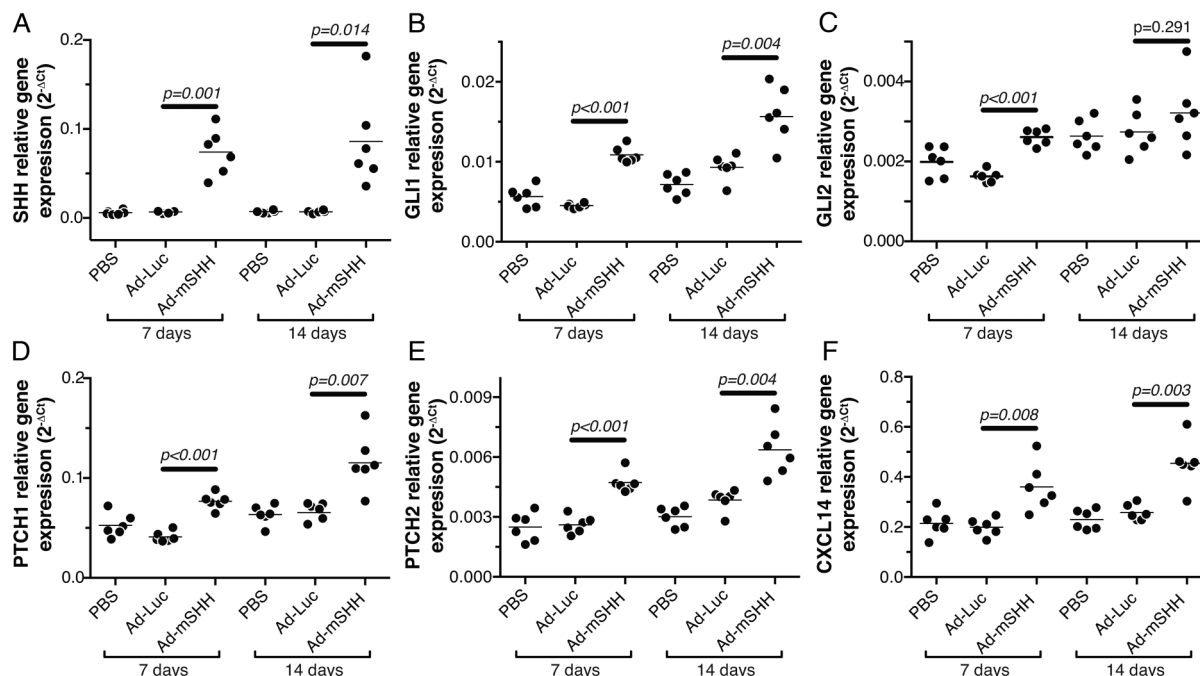 A
SHH relative gene
expresison (2-ΔCt)
0.2
0.1
0.0
p=0.001
p=0.014
PBS
Ad-Luc
Ad-mSHH
PBS
Ad-Luc
Ad-mSHH
7 days
14 days
B
GLI1 relative gene
expresison (2-ΔCt)
0.02
0.01
0.00
p<0.001
p=0.004
PBS
Ad-Luc
Ad-mSHH
PBS
Ad-Luc
Ad-mSHH
7 days
14 days
C
GLI2 relative gene
expresison (2-ΔCt)
0.004
0.002
0.000
p<0.001
p=0.291
PBS
Ad-Luc
Ad-mSHH
PBS
Ad-Luc
Ad-mSHH
7 days
14 days
D
PTCH1 relative gene
expresison (2-ΔCt)
0.2
0.1
0.0
p<0.001
p=0.007
PBS
Ad-Luc
Ad-mSHH
PBS
Ad-Luc
Ad-mSHH
7 days
14 days
E
PTCH2 relative gene
expresison (2-ΔCt)
0.009
0.006
0.003
0.000
p<0.001
p=0.004
PBS
Ad-Luc
Ad-mSHH
PBS
Ad-Luc
Ad-mSHH
7 days
14 days
F
CXCL14 relative gene
expresison (2-ΔCt)
0.8
0.6
0.4
0.2
0.0
p=0.008
p=0.003
PBS
Ad-Luc
Ad-mSHH
PBS
Ad-Luc
Ad-mSHH
7 days
14 days